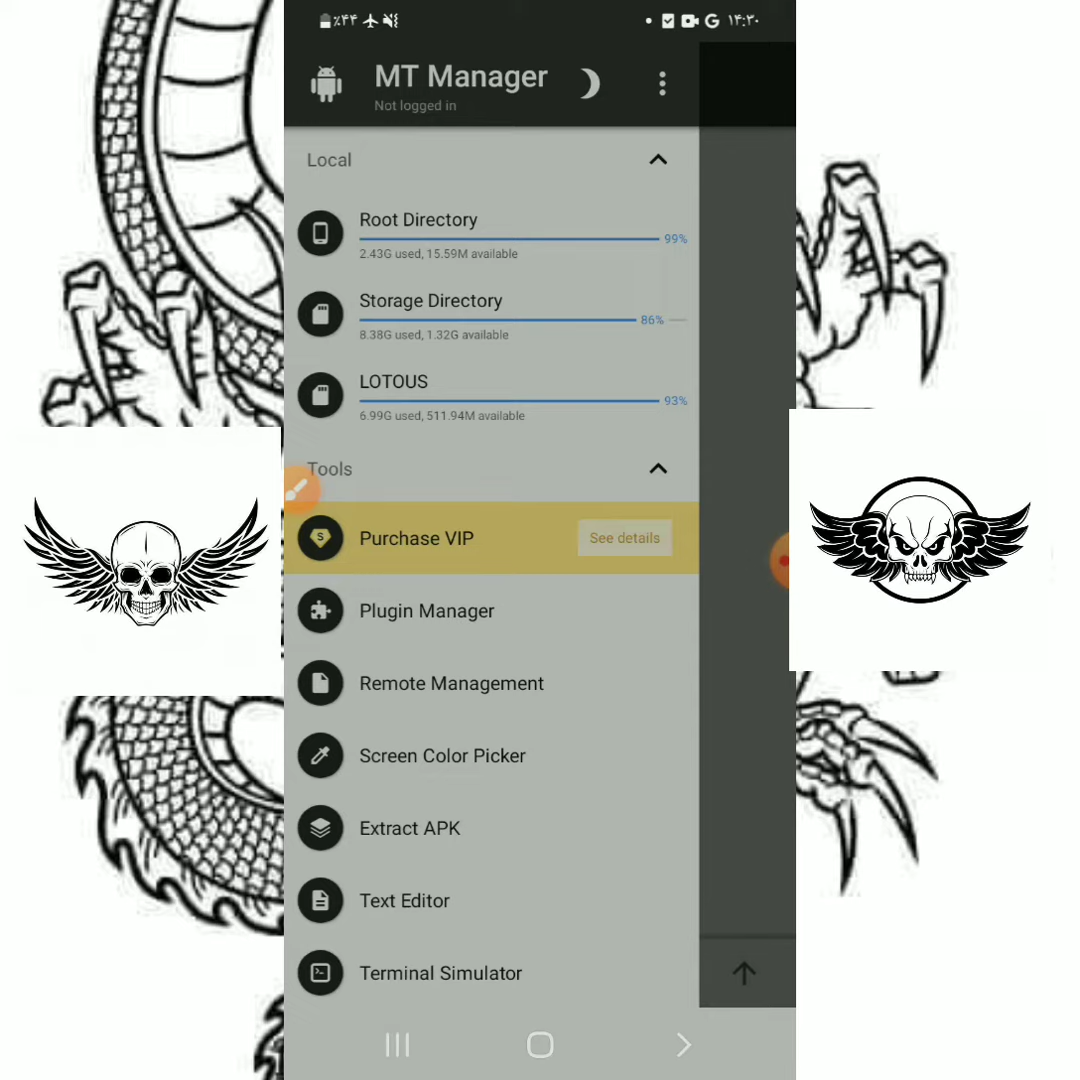 ٪۴۴ G ۱۴:۳۰
MT Manager
Not logged in
Local
Root Directory
99%
2.43G used, 15.59M available
Storage Directory
86%
8.38G used, 1.32G available
LOTOUS
93%
6.99G used, 511.94M available
Tools
Purchase VIP See details
Plugin Manager
Remote Management
Screen Color Picker
Extract APK
Text Editor
Terminal Simulator